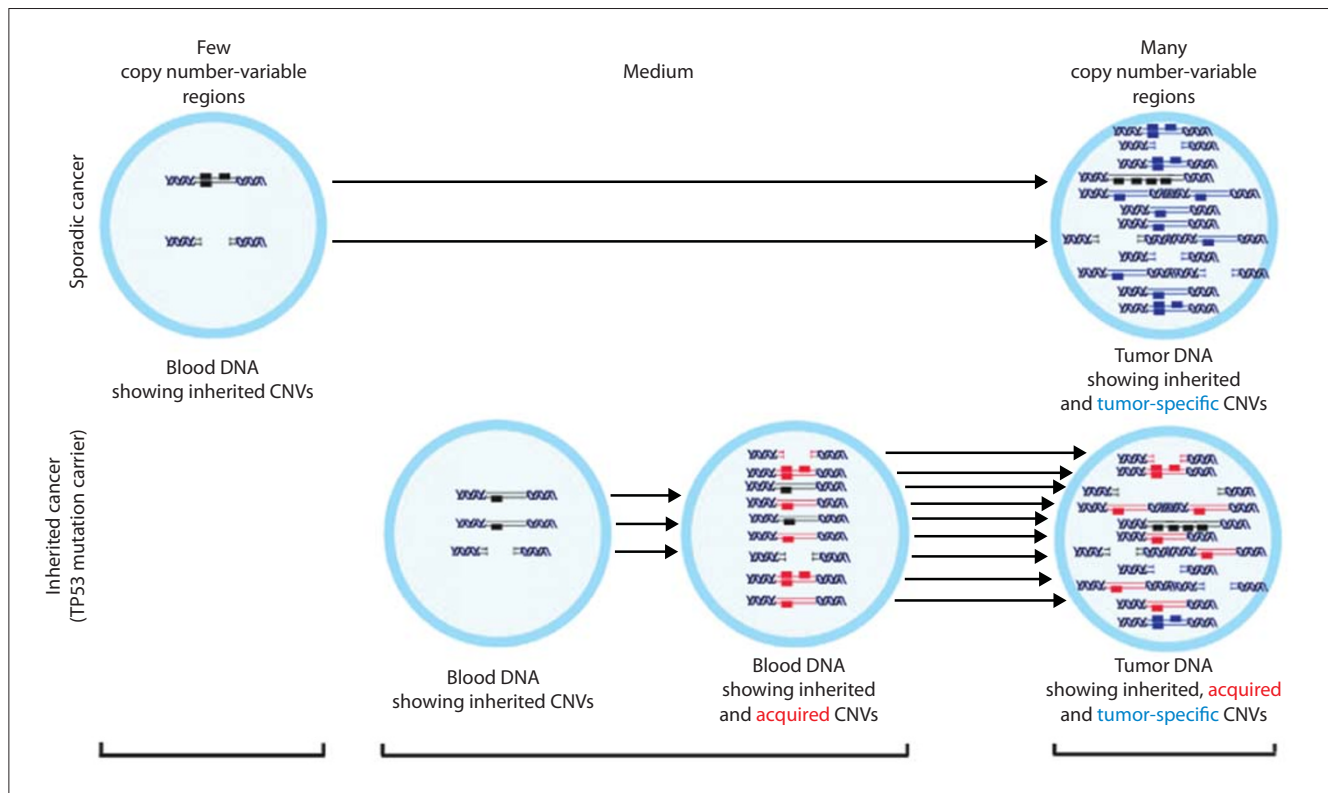 Few
copy number-variable
regions
Medium
Many
copy number-variable
regions
Sporadic cancer
Blood DNA
showing inherited CNVs
Tumor DNA
showing inherited
and tumor-specific CNVs
Inherited cancer
(TP53 mutation carrier)
Blood DNA
showing inherited CNVs
Blood DNA
showing inherited
and acquired CNVs
Tumor DNA
showing inherited, acquired
and tumor-specific CNVs